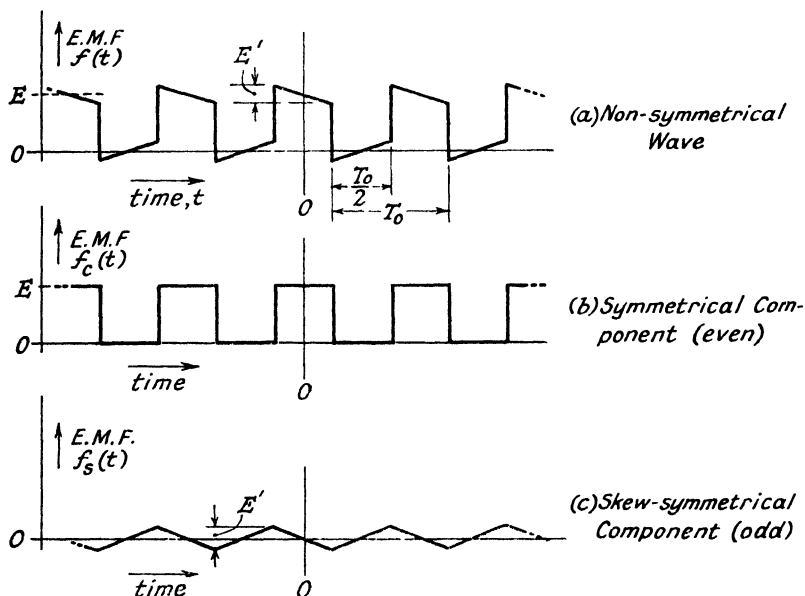 E.M.F
f(t)
E'
E
0
time, t
0
T₀/2
T₀
(a) Non-symmetrical
Wave
E.M.F
f_c(t)
E
0
time
0
(b) Symmetrical Com-
ponent (even)
E.M.F.
f_s(t)
E'
0
time
0
(c) Skew-symmetrical
Component (odd)